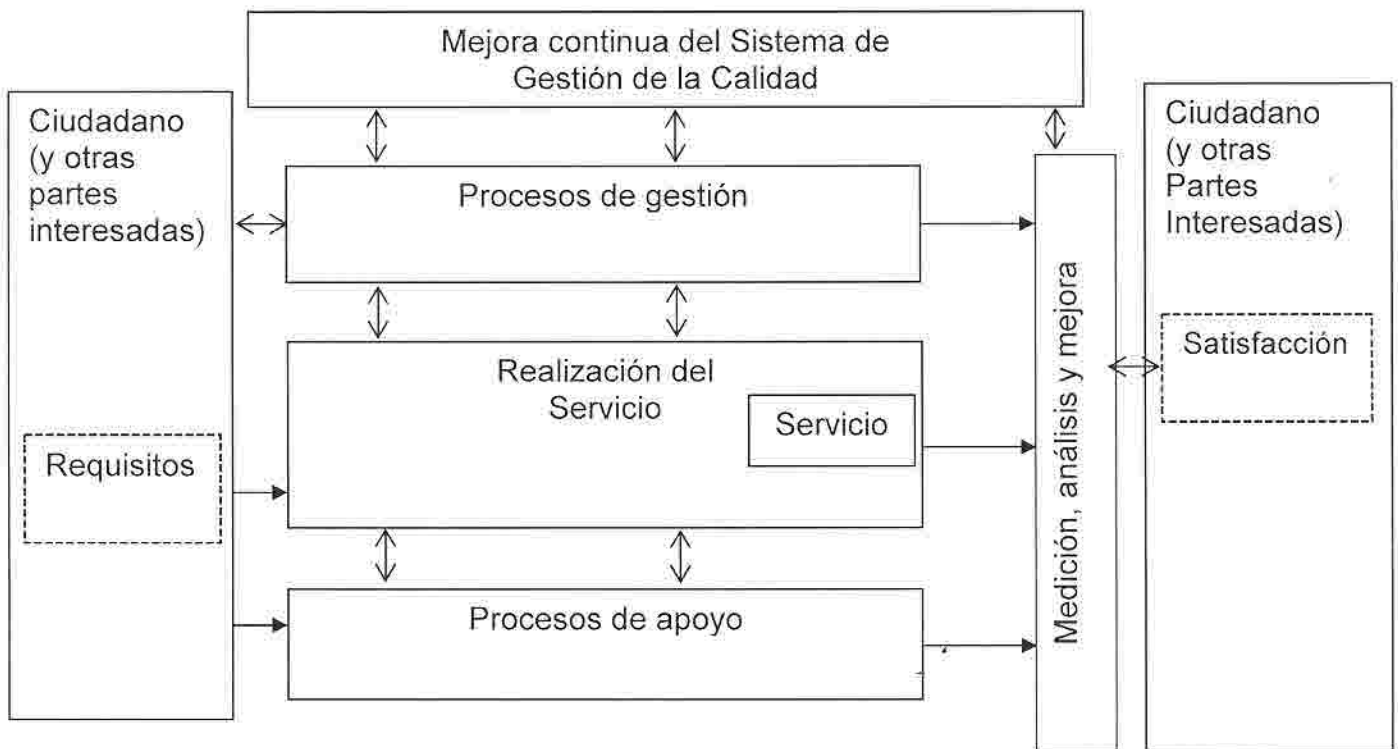 Mejora continua del Sistema de
Gestión de la Calidad
Ciudadano
(y otras
partes
interesadas)
Requisitos
Procesos de gestión
Realización del
Servicio
Servicio
Procesos de apoyo
Medición, análisis y mejora
Ciudadano
(y otras
Partes
Interesadas)
Satisfacción